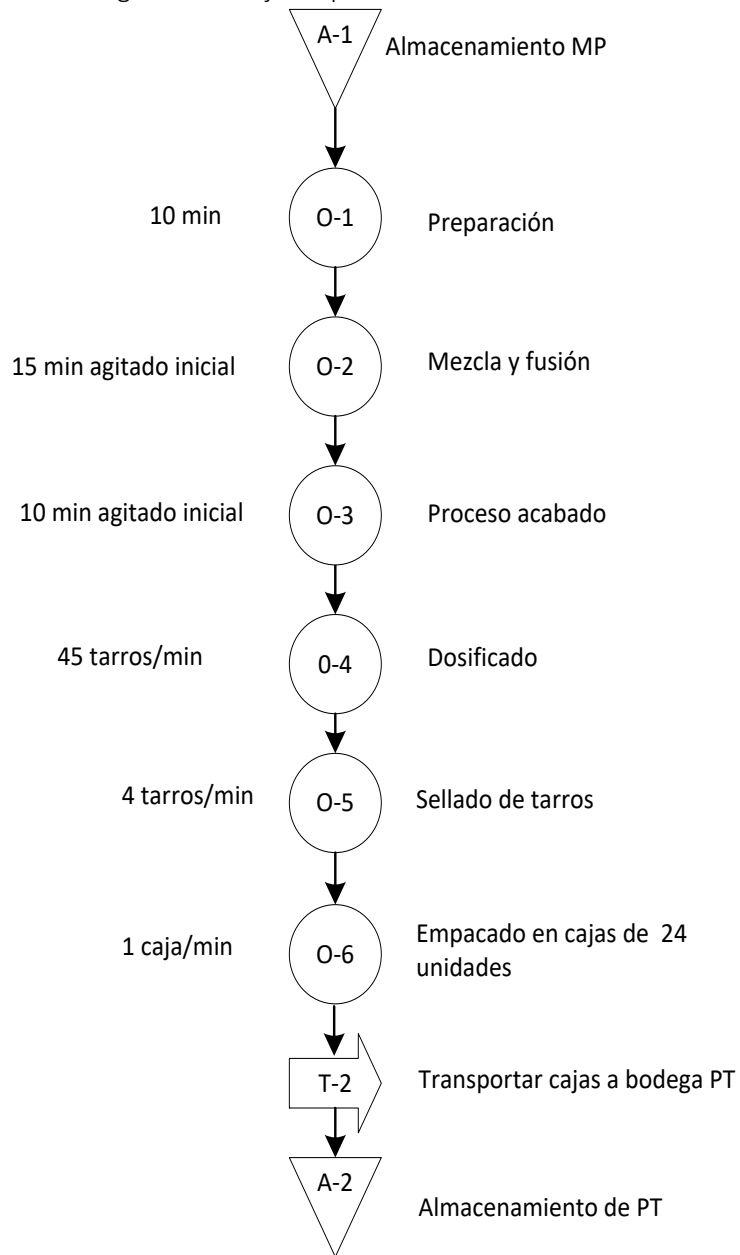 A-1
Almacenamiento MP
10 min
O-1
Preparación
15 min agitado inicial
O-2
Mezcla y fusión
10 min agitado inicial
O-3
Proceso acabado
45 tarros/min
0-4
Dosificado
4 tarros/min
O-5
Sellado de tarros
1 caja/min
O-6
Empacado en cajas de 24
unidades
T-2
Transportar cajas a bodega PT
A-2
Almacenamiento de PT